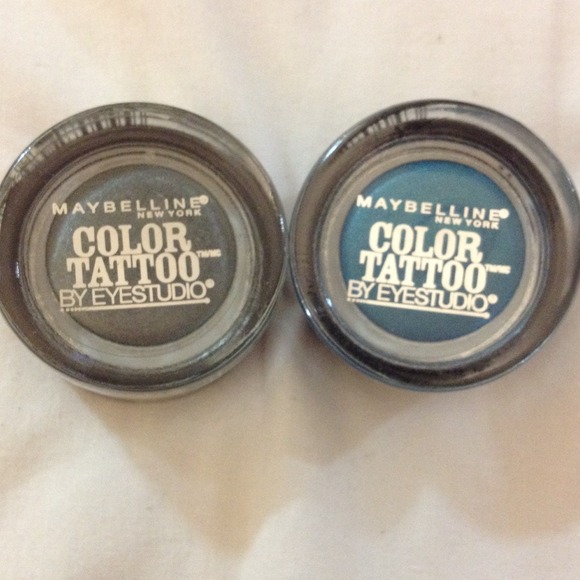 MAYBELLINE®
NEW YORK
COLOR
TATTOO
BY EYESTUDIO®
MAYBELLINE®
NEW YORK
COLOR
TATTOO
BY EYESTUDIO®